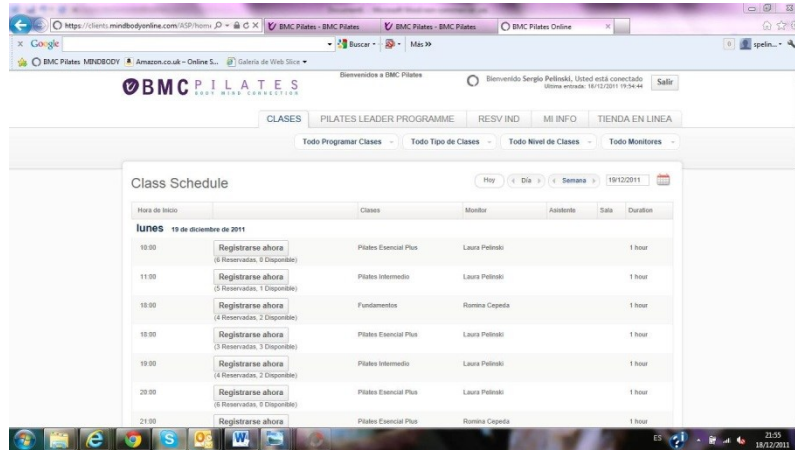 https://clients.mindbodyonline.com/ASP/home
BMC Pilates - BMC Pilates
BMC Pilates - BMC Pilates
BMC Pilates Online
x Google
Buscar
Más >>
spelin...
BMC Pilates MINDBODY
Amazon.co.uk – Online S...
Galería de Web Slice
BMC PILATES
BODY MIND CONNECTION
Bienvenidos a BMC Pilates
Bienvenido Sergio Pelinski, Usted está conectado
Ultima entrada: 18/12/2011 19:54:44
Salir
CLASES PILATES LEADER PROGRAMME RESV IND MI INFO TIENDA EN LINEA
Todo Programar Clases Todo Tipo de Clases Todo Nivel de Clases Todo Monitores
Class Schedule
Hoy Día Semana 19/12/2011
Hora de Inicio Clases Monitor Asistente Sala Duration
lunes 19 de diciembre de 2011
10:00 Registrarse ahora Pilates Esencial Plus Laura Pelinski 1 hour
(6 Reservadas, 0 Disponible)
11:00 Registrarse ahora Pilates Intermedio Laura Pelinski 1 hour
(5 Reservadas, 1 Disponible)
18:00 Registrarse ahora Fundamentos Romina Cepeda 1 hour
(4 Reservadas, 2 Disponible)
18:00 Registrarse ahora Pilates Esencial Plus Laura Pelinski 1 hour
(3 Reservadas, 3 Disponible)
19:00 Registrarse ahora Pilates Intermedio Laura Pelinski 1 hour
(4 Reservadas, 2 Disponible)
20:00 Registrarse ahora Pilates Esencial Plus Laura Pelinski 1 hour
(6 Reservadas, 0 Disponible)
21:00 Registrarse ahora Pilates Esencial Plus Romina Cepeda 1 hour
ES
21:55
18/12/2011